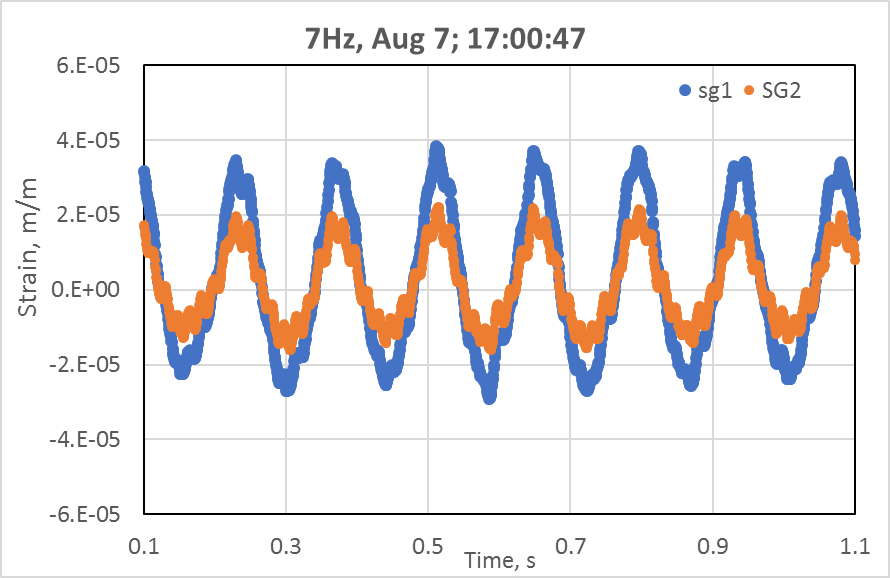 7Hz, Aug 7; 17:00:47
6.E-05
sg1 SG2
4.E-05
2.E-05
0.E+00
-2.E-05
-4.E-05
-6.E-05
Strain, m/m
0.1 0.3 0.5 0.7 0.9 1.1
Time, s